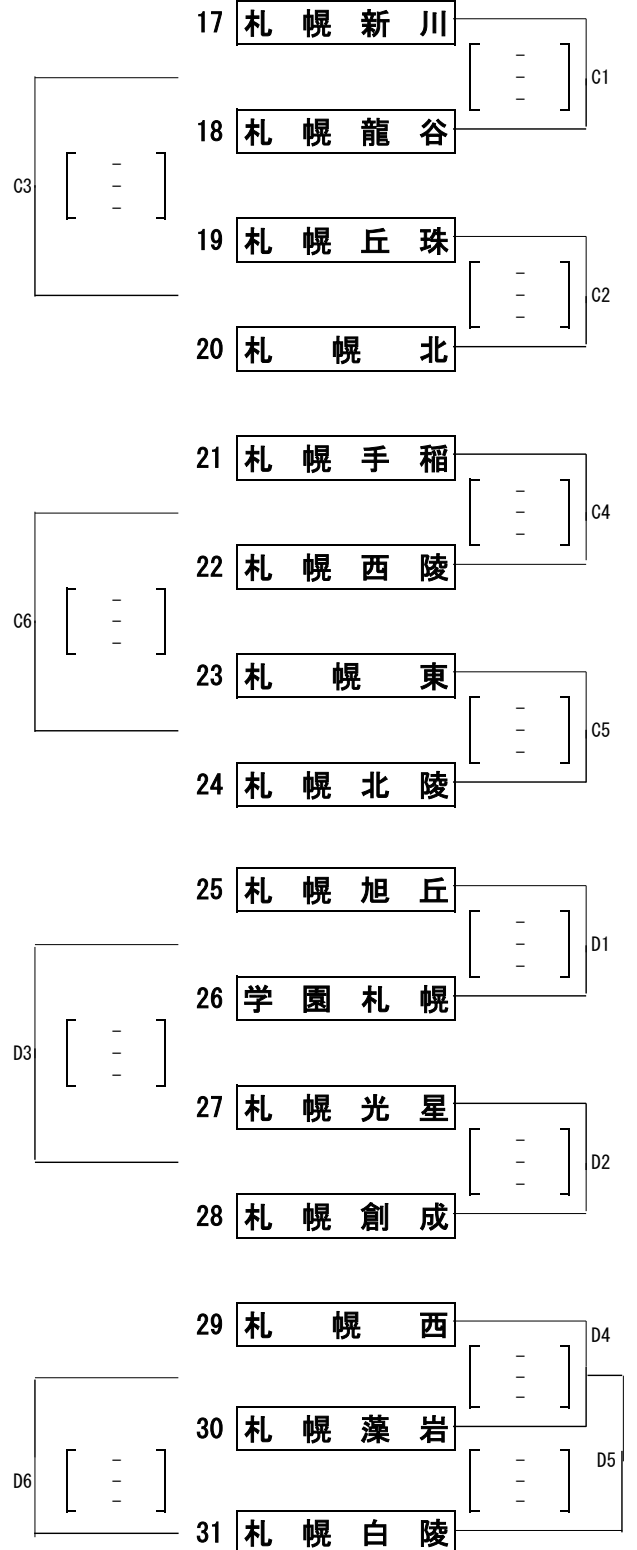 17 札幌新川
-
-
-
C1
18 札幌龍谷
C3
-
-
-
19 札幌丘珠
-
-
-
C2
20 札幌北
21 札幌手稲
-
-
-
C4
22 札幌西陵
C6
-
-
-
23 札幌東
-
-
-
C5
24 札幌北陵
25 札幌旭丘
-
-
-
D1
26 学園札幌
D3
-
-
-
27 札幌光星
-
-
-
D2
28 札幌創成
29 札幌西
D4
-
-
-
30 札幌藻岩
D5
-
-
-
D6
-
-
-
31 札幌白陵